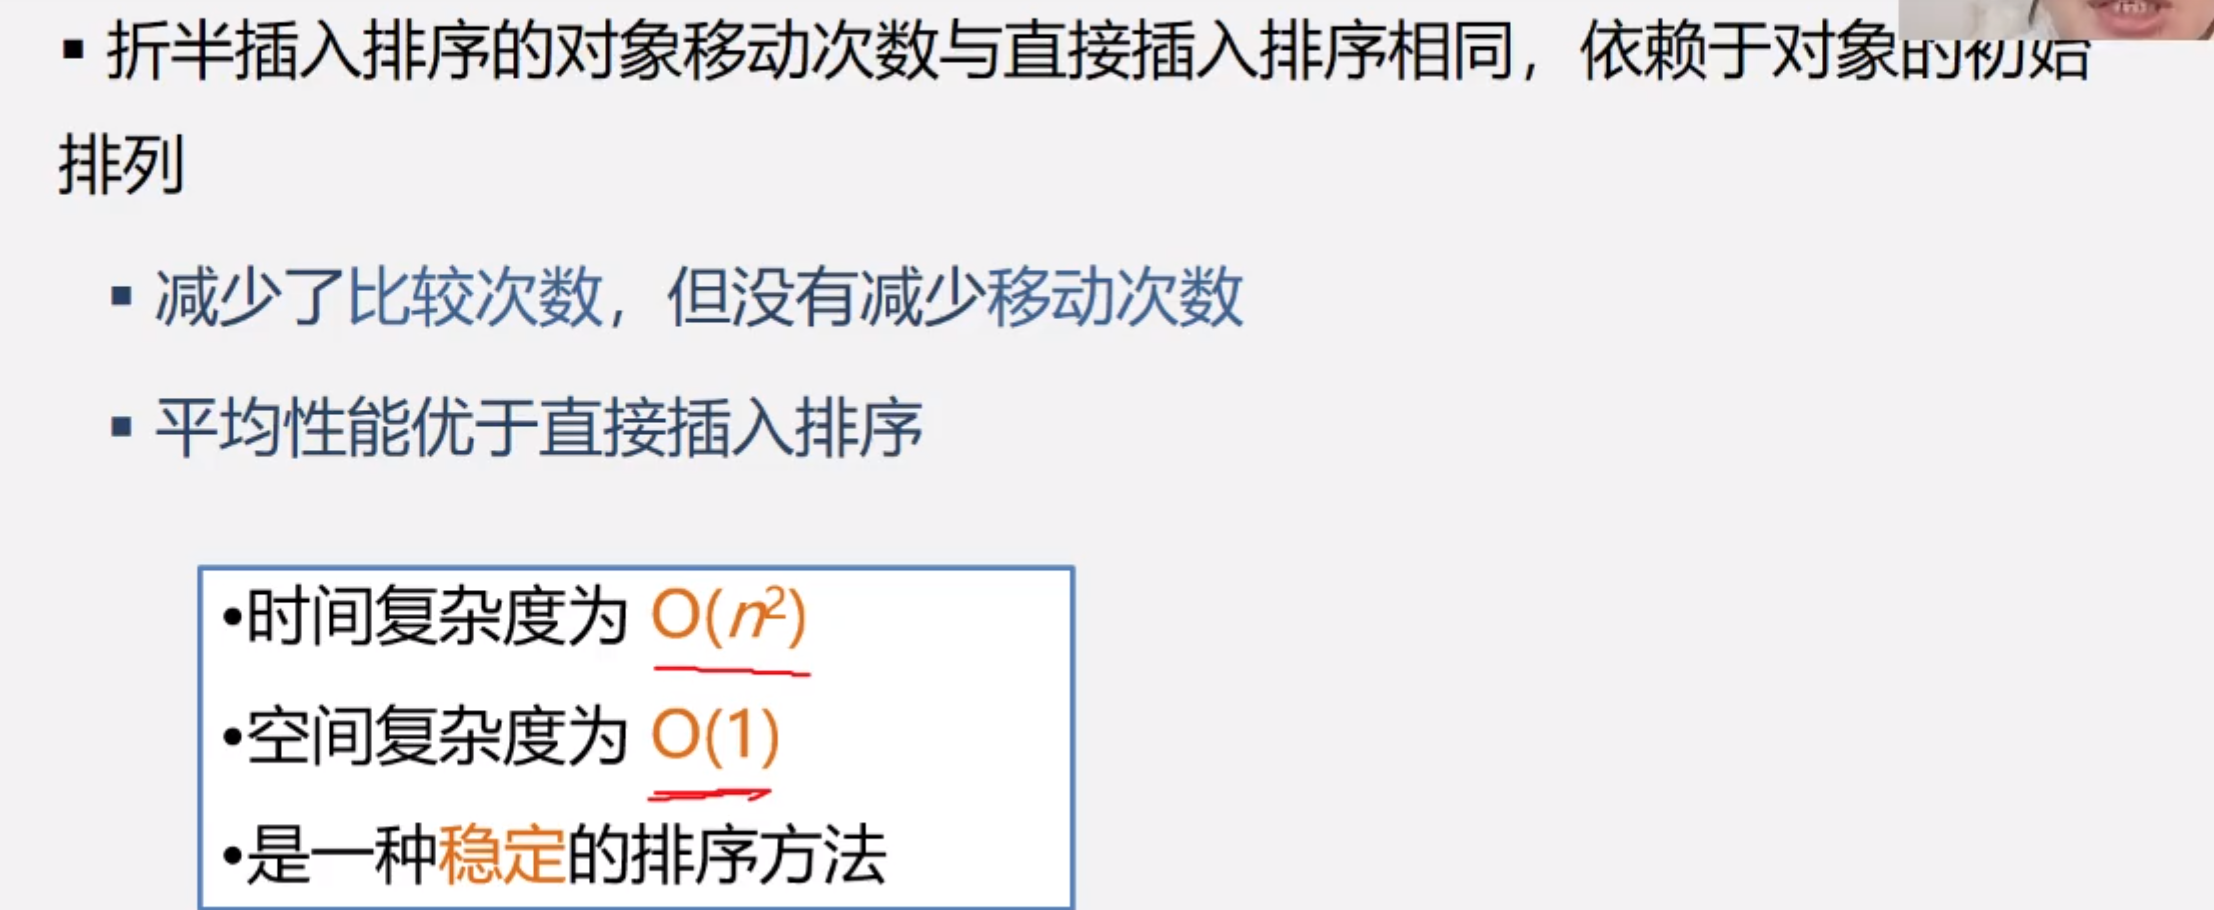 ▪ 折半插入排序的对象移动次数与直接插入排序相同，依赖于对象的初始
排列
▪ 减少了比较次数，但没有减少移动次数
▪ 平均性能优于直接插入排序
•时间复杂度为 O(n²)
•空间复杂度为 O(1)
•是一种稳定的排序方法